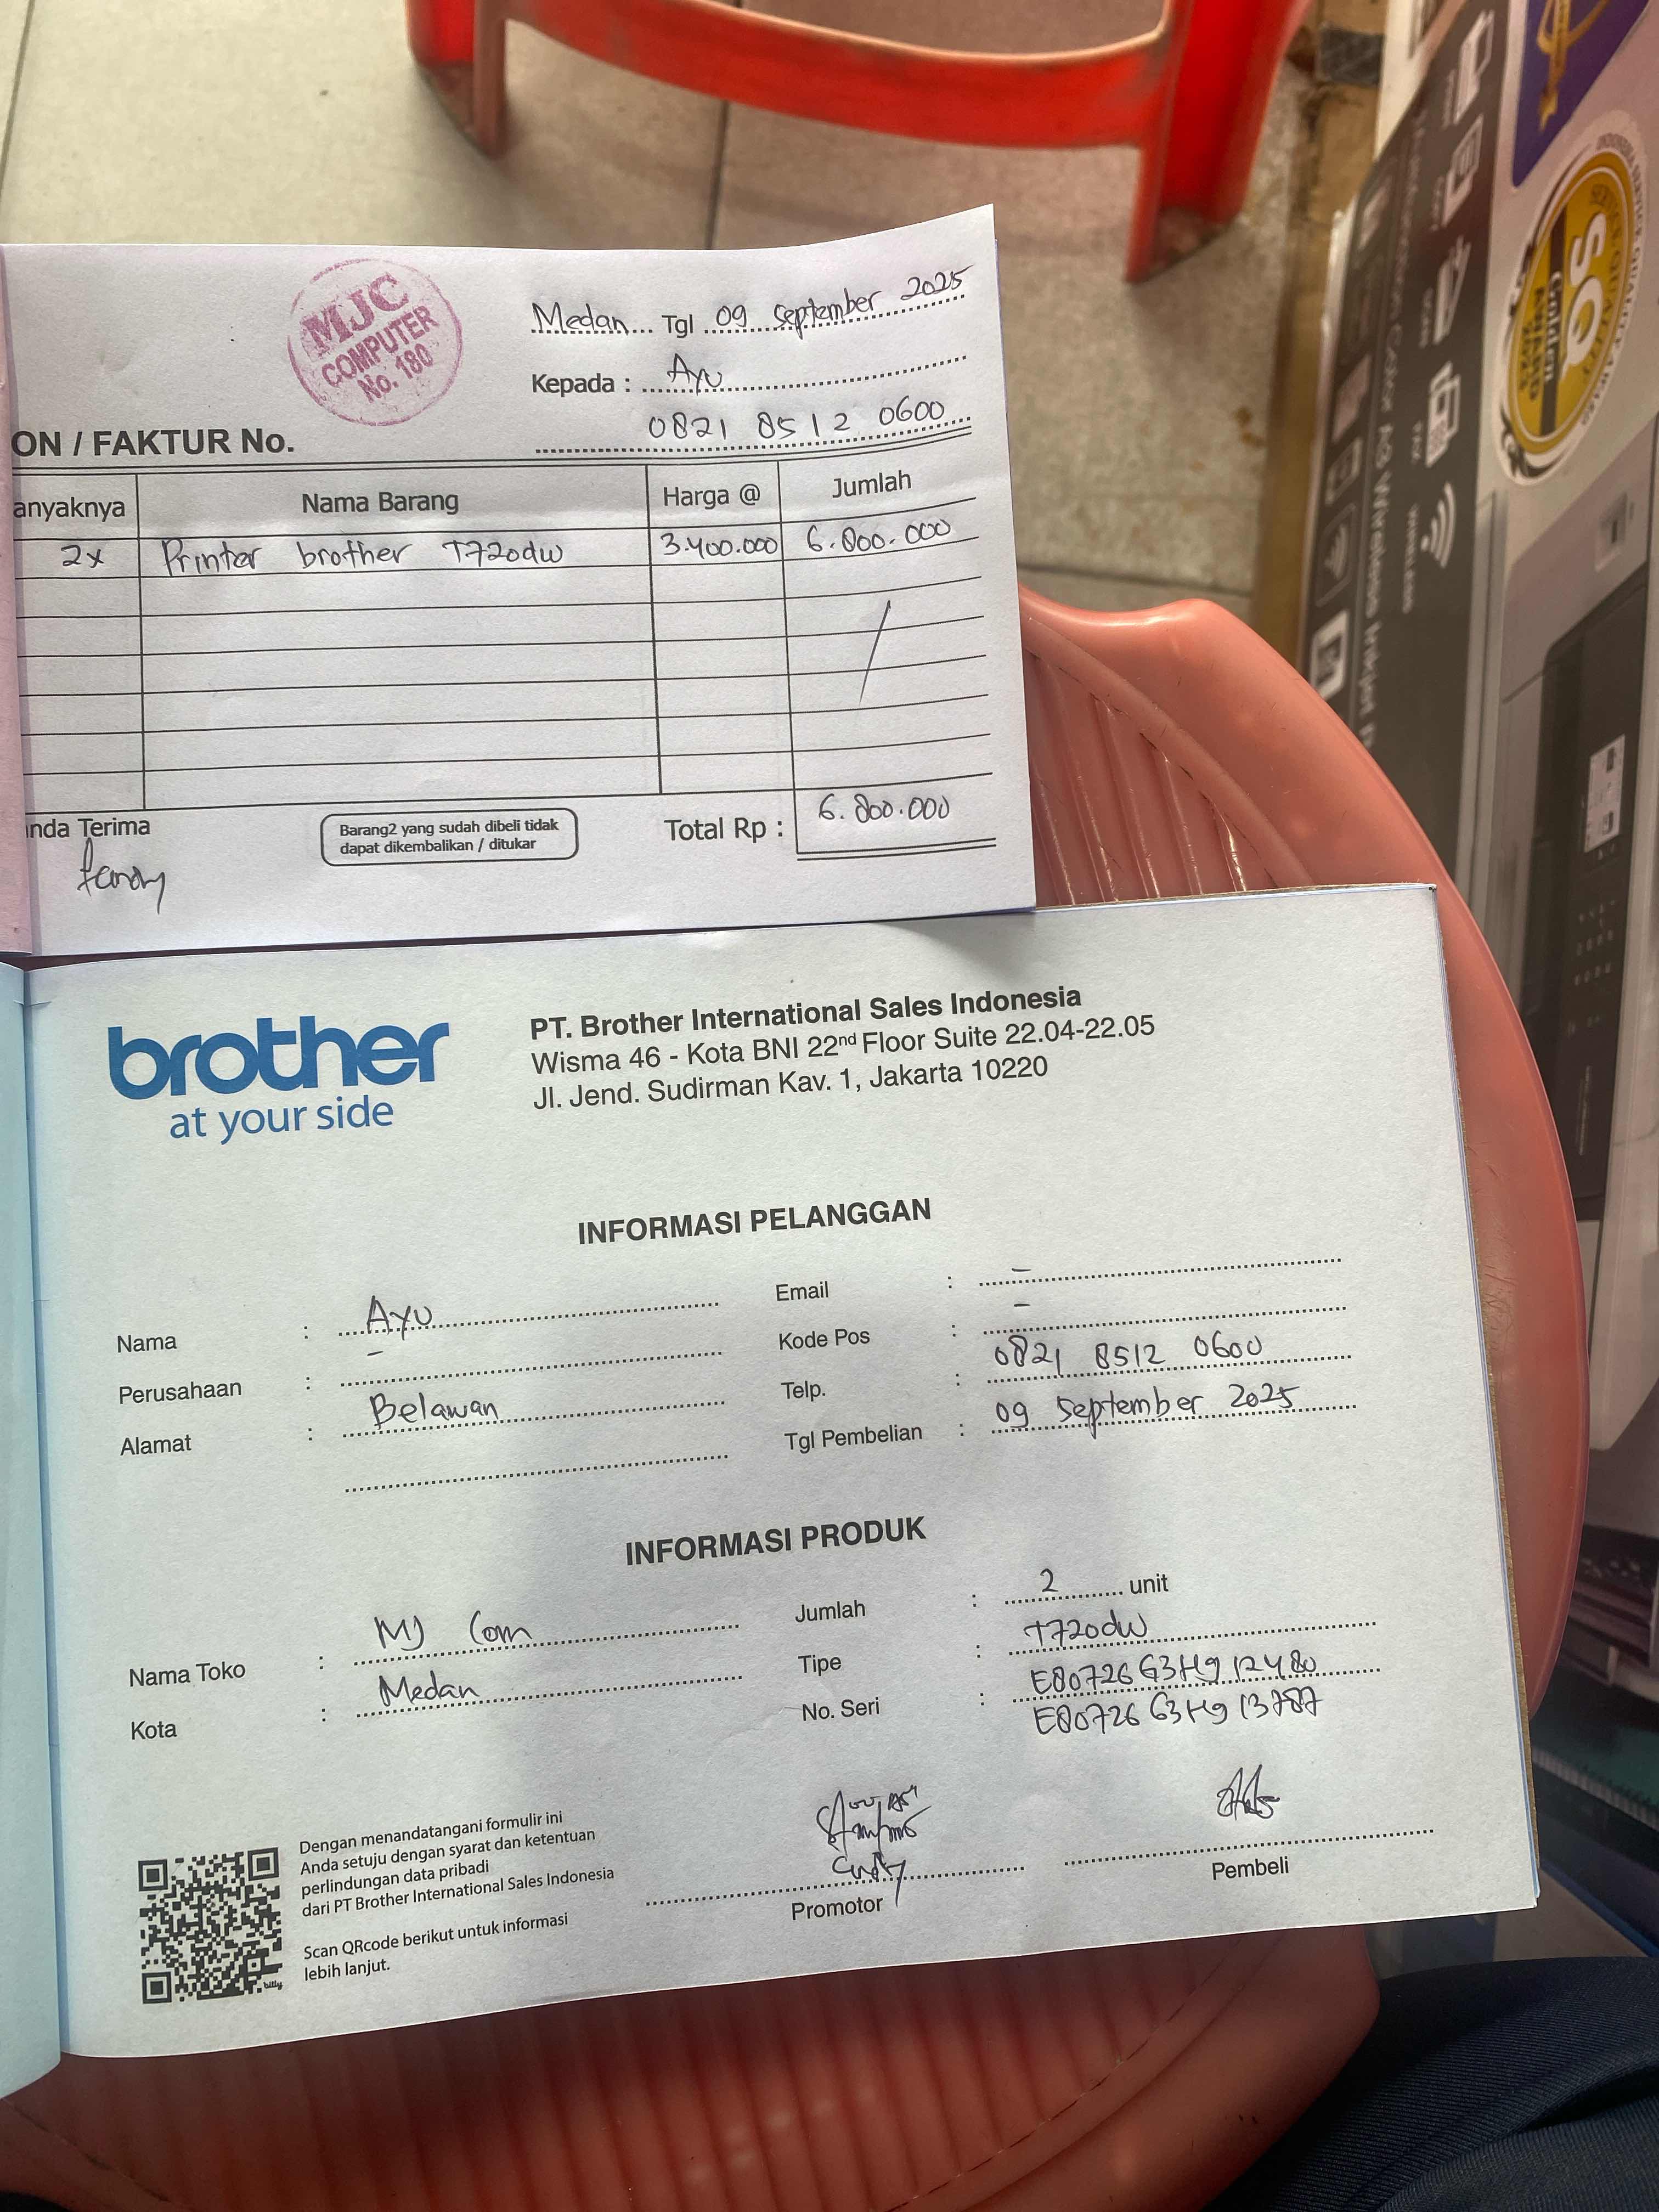 MJC
COMPUTER
No. 180
Medan Tgl 09 September 2025
Kepada : Ayu
0821 8512 0600
ON / FAKTUR No.
anyaknya Nama Barang Harga @ Jumlah
2x Printer brother T720dw 3.400.000 6.800.000
nda Terima
Barang2 yang sudah dibeli tidak
dapat dikembalikan / ditukar
Total Rp : 6.800.000
brother
at your side
PT. Brother International Sales Indonesia
Wisma 46 - Kota BNI 22nd Floor Suite 22.04-22.05
Jl. Jend. Sudirman Kav. 1, Jakarta 10220
INFORMASI PELANGGAN
Nama : Ayu
Perusahaan : -
Alamat : Belawan
Email : -
Kode Pos : -
Telp. : 0821 8512 0600
Tgl Pembelian : 09 September 2025
INFORMASI PRODUK
Nama Toko : MJ Com
Kota : Medan
Jumlah : 2 unit
Tipe : T720dw
No. Seri : E80726G3H912480
E80726G3H913787
Dengan menandatangani formulir ini
Anda setuju dengan syarat dan ketentuan
perlindungan data pribadi
dari PT Brother International Sales Indonesia
Scan QRcode berikut untuk informasi
lebih lanjut.
bitly
Promotor
Pembeli
SQ
Golden
AWARD